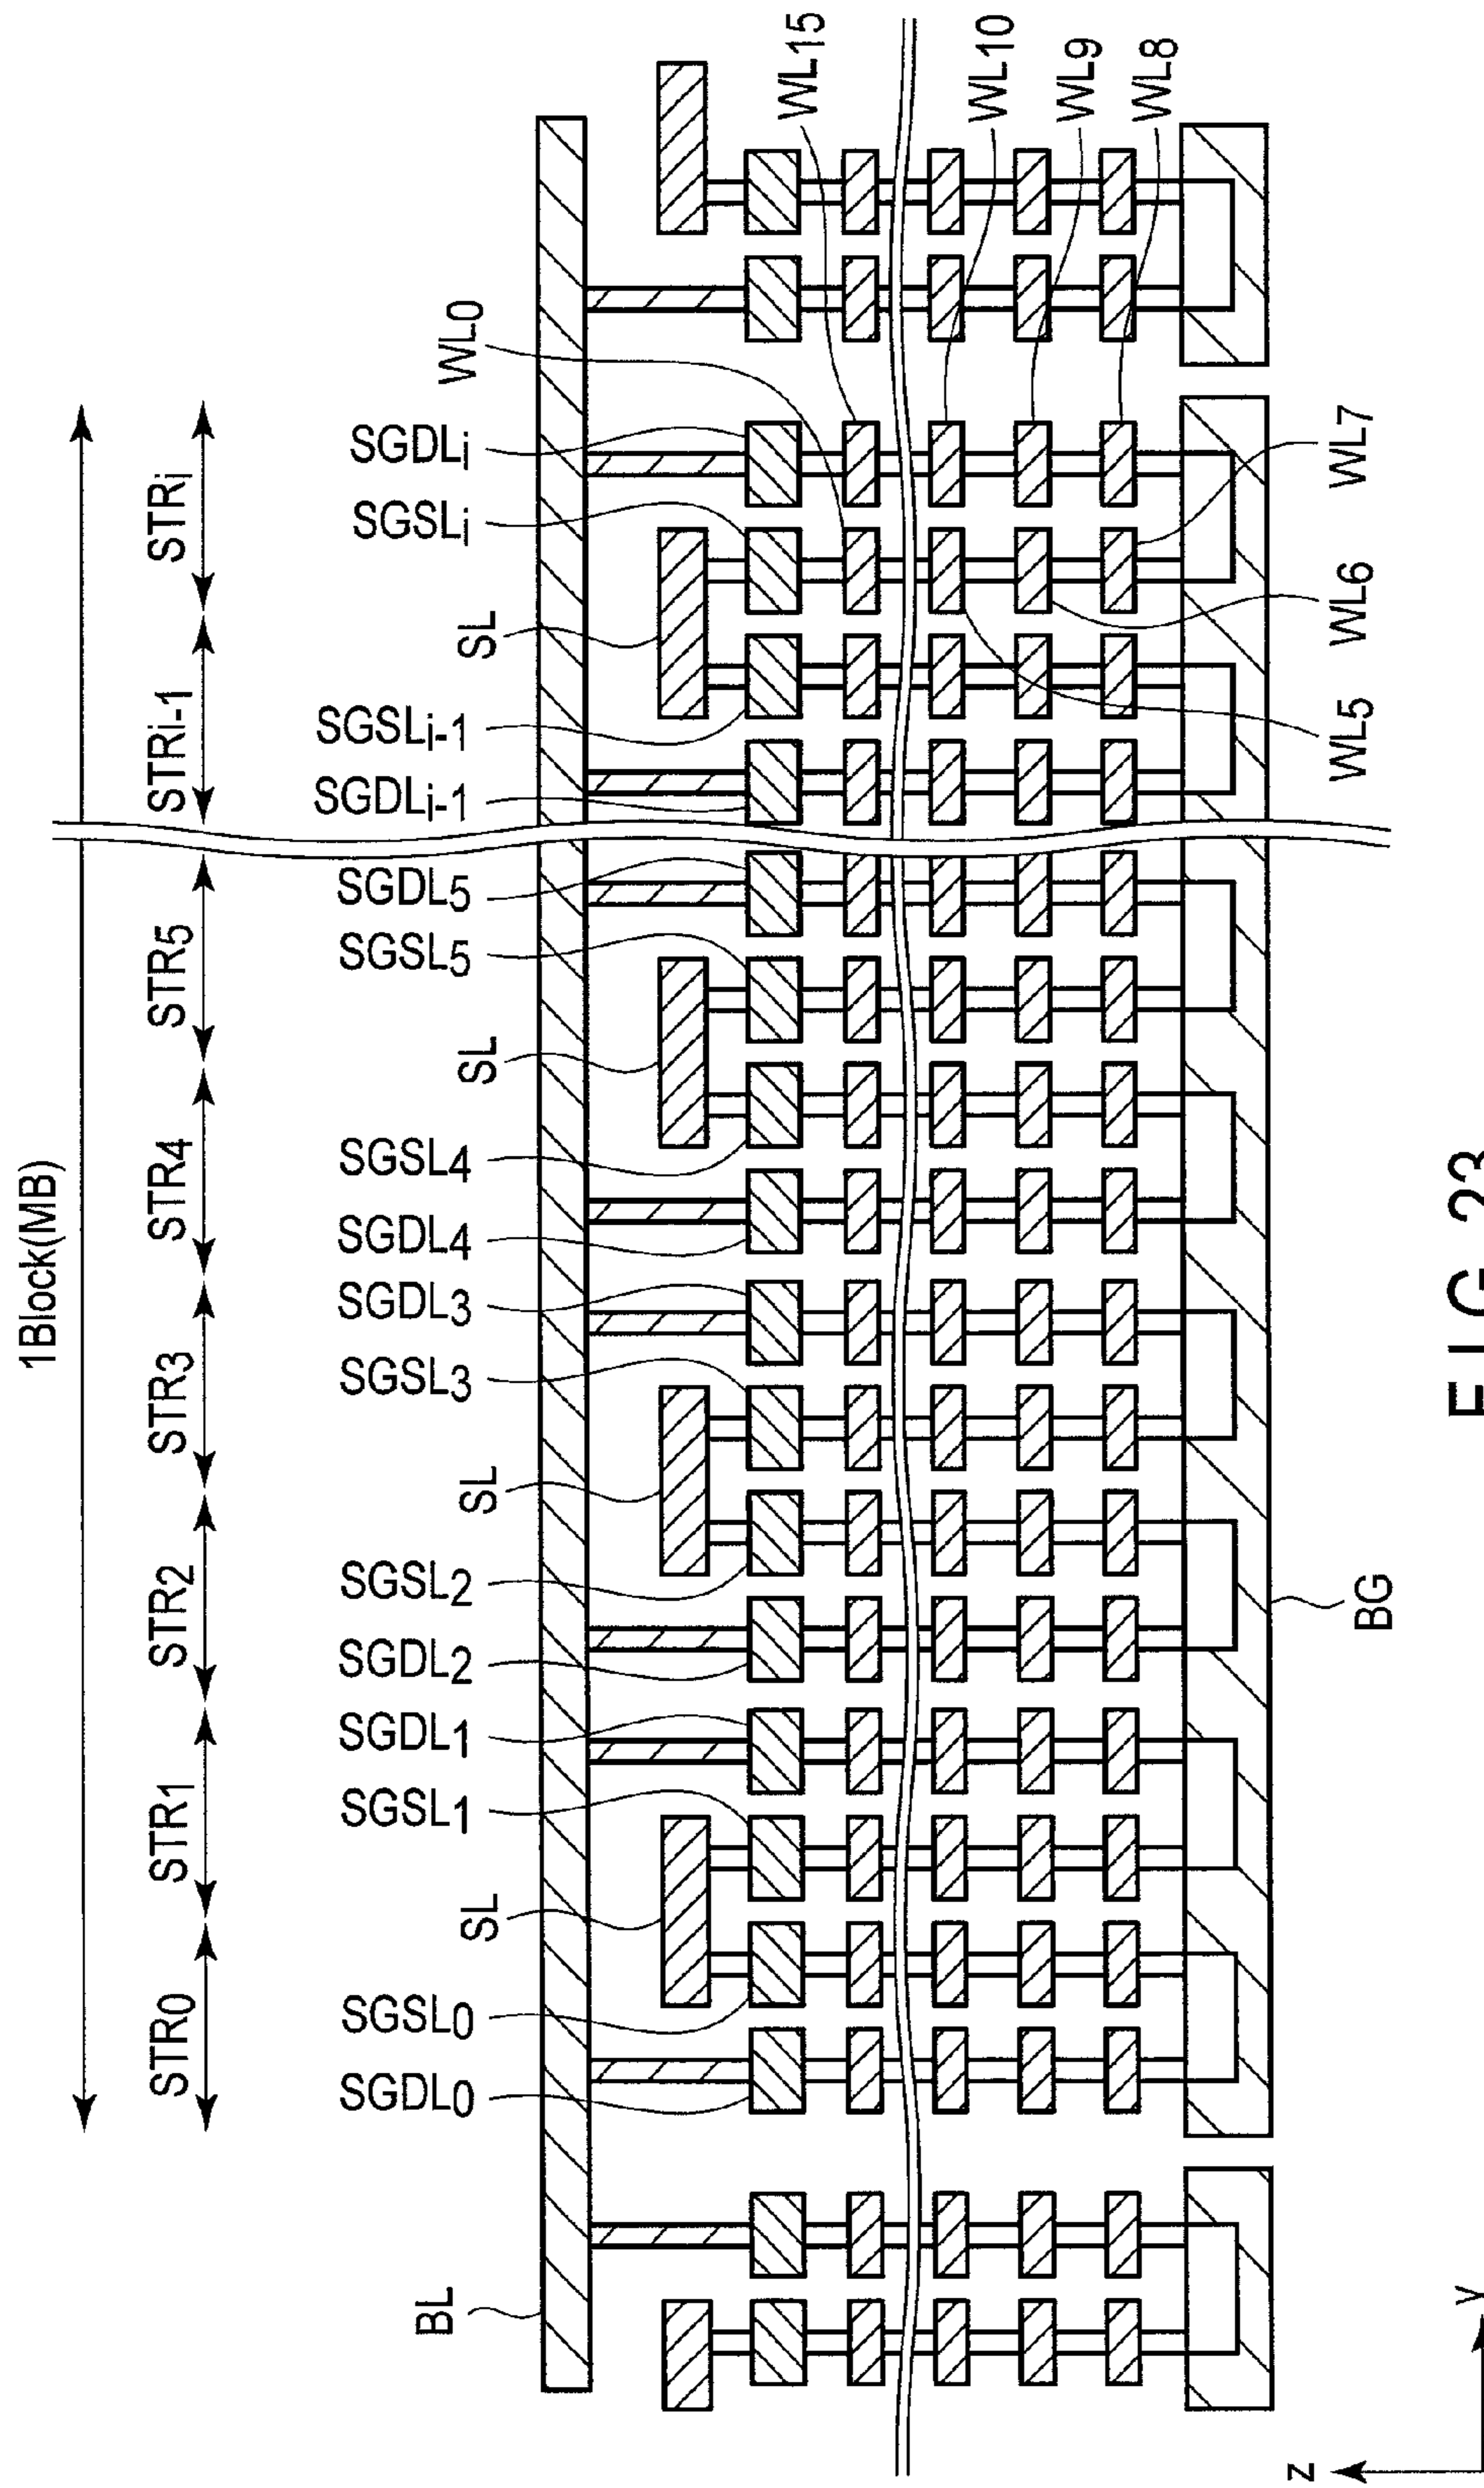 1Block(MB)
STR0
STR1
STR2
STR3
STR4
STR5
STRi-1
STRi
SGDL0
SGSL0
SGSL1
SGDL1
SGDL2
SGSL2
SGSL3
SGDL3
SGDL4
SGSL4
SGSL5
SGDL5
SGDLi-1
SGSLi-1
SGSLi
SGDLi
BL
SL
SL
SL
SL
WL0
WL15
WL10
WL9
WL8
BG
WL5
WL6
WL7
z
y
FIG. 23